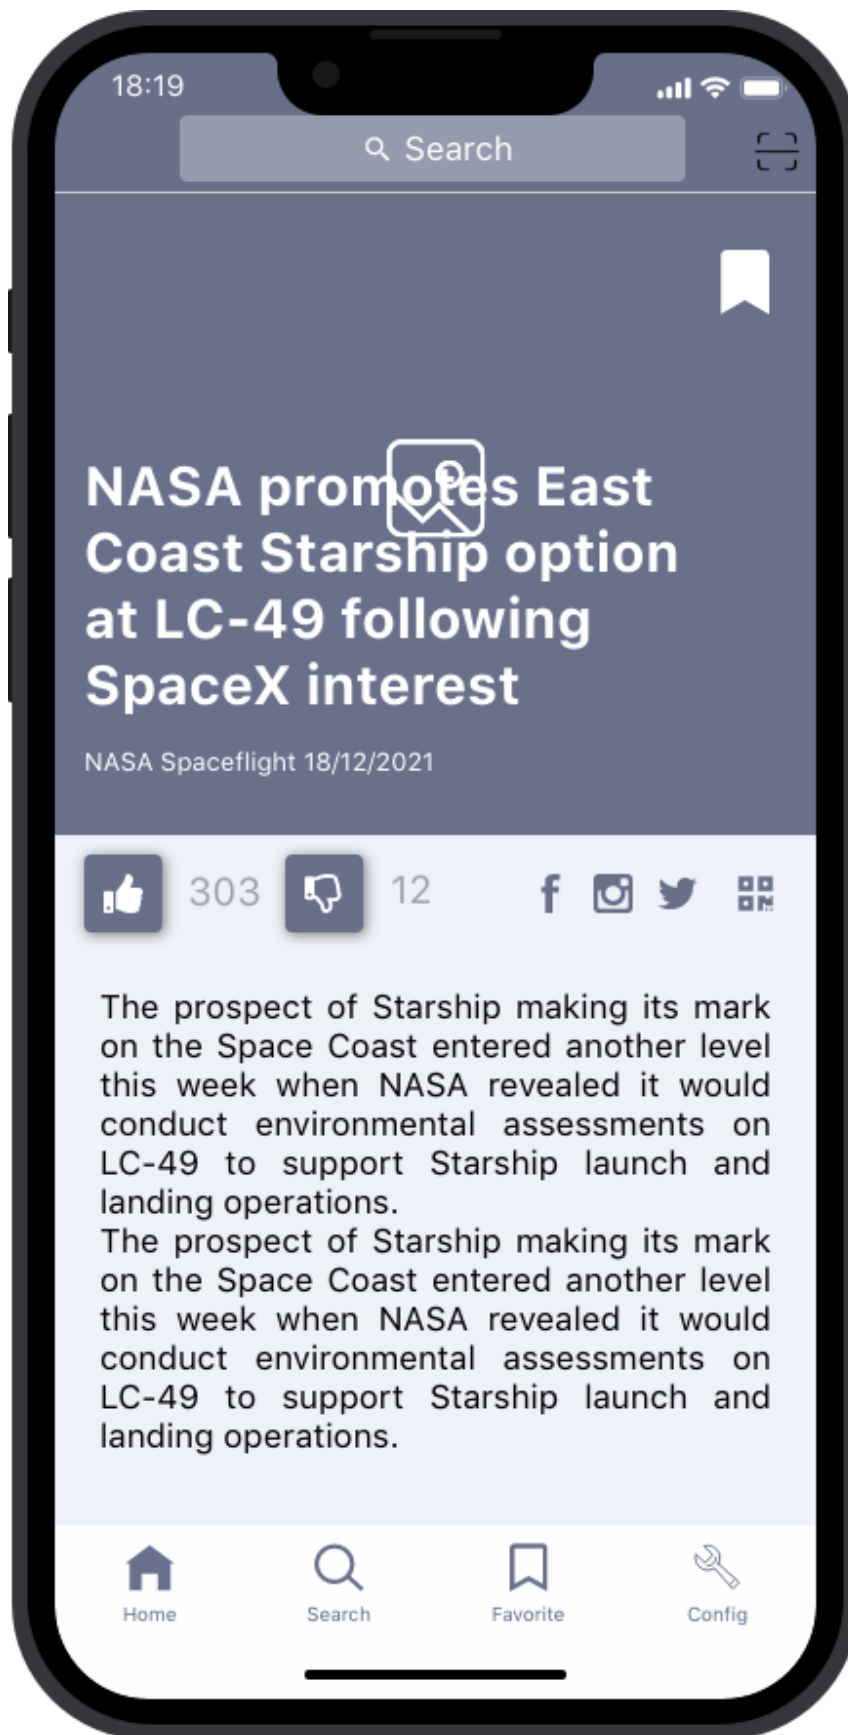 18:19
Search
NASA promotes East
Coast Starship option
at LC-49 following
SpaceX interest
NASA Spaceflight 18/12/2021
303
12
The prospect of Starship making its mark
on the Space Coast entered another level
this week when NASA revealed it would
conduct environmental assessments on
LC-49 to support Starship launch and
landing operations.
The prospect of Starship making its mark
on the Space Coast entered another level
this week when NASA revealed it would
conduct environmental assessments on
LC-49 to support Starship launch and
landing operations.
Home
Search
Favorite
Config